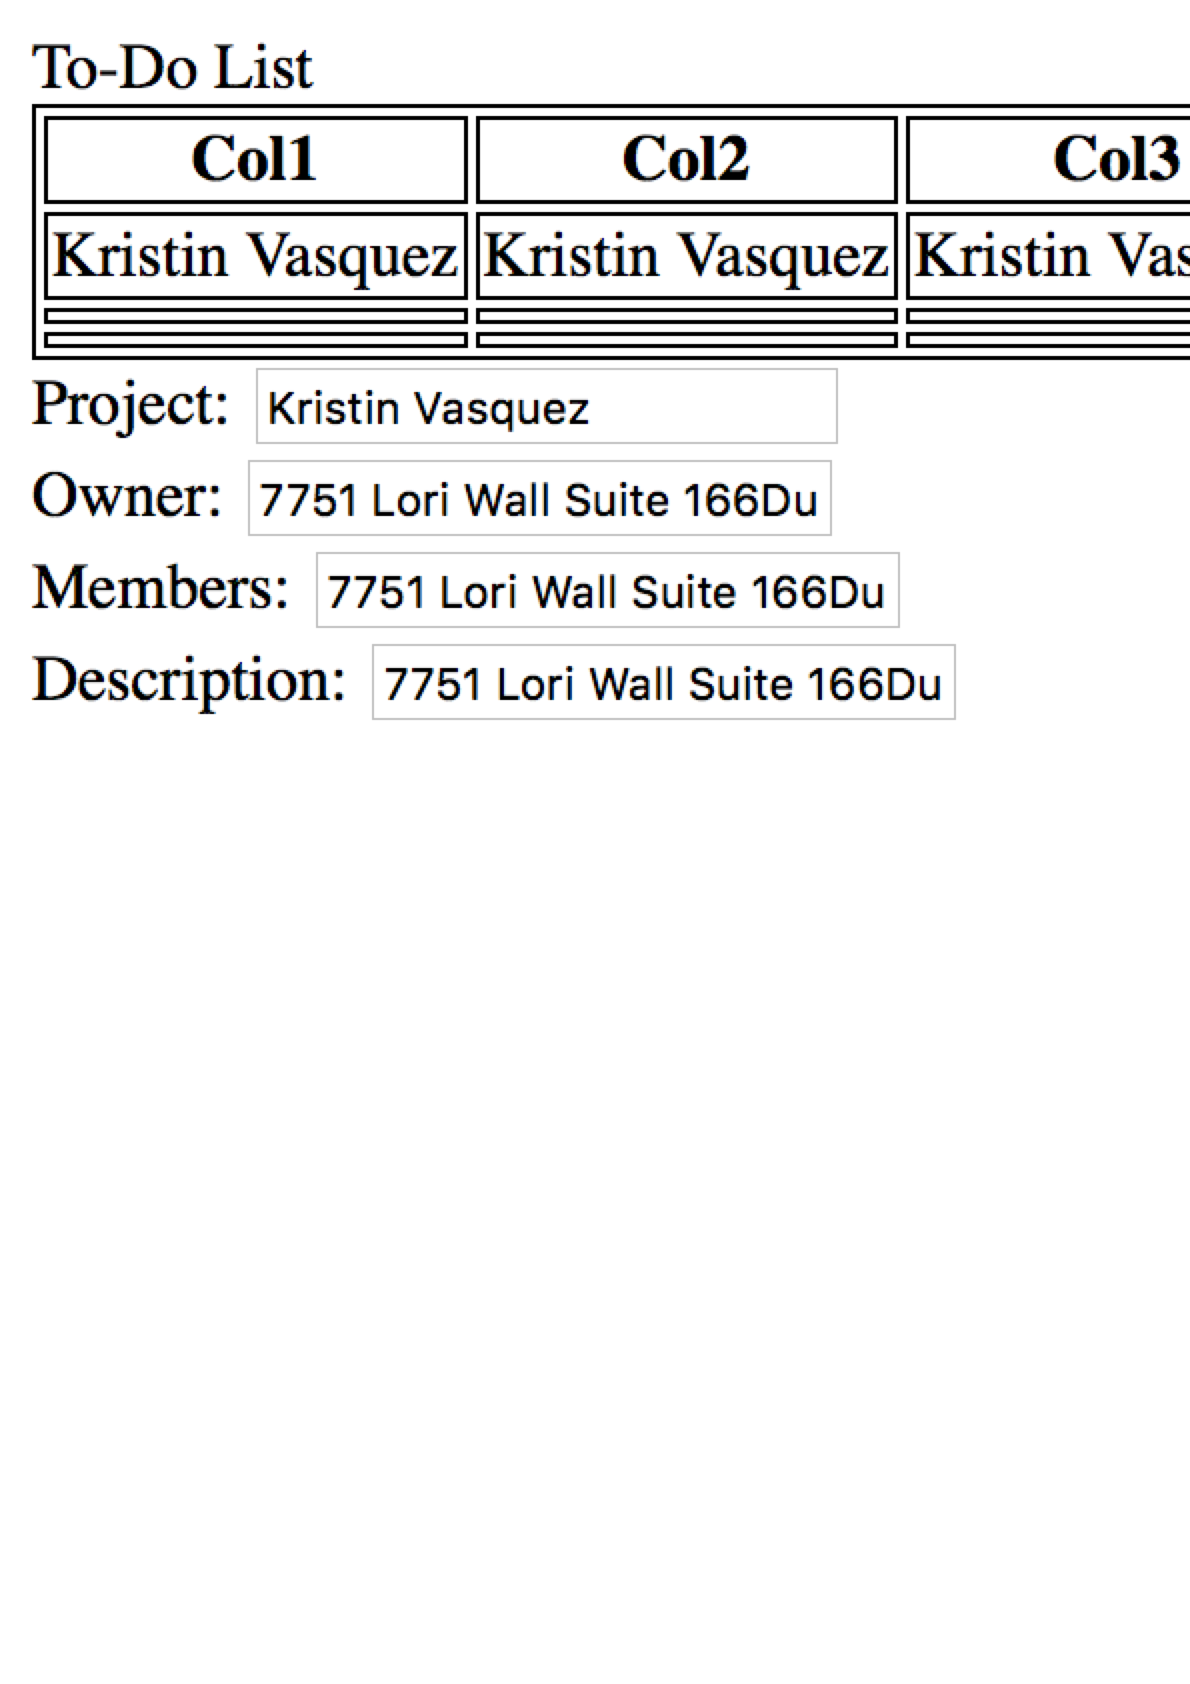 To-Do List
Col1 Col2 Col3
Kristin Vasquez Kristin Vasquez Kristin Vas
Project: Kristin Vasquez
Owner: 7751 Lori Wall Suite 166Du
Members: 7751 Lori Wall Suite 166Du
Description: 7751 Lori Wall Suite 166Du